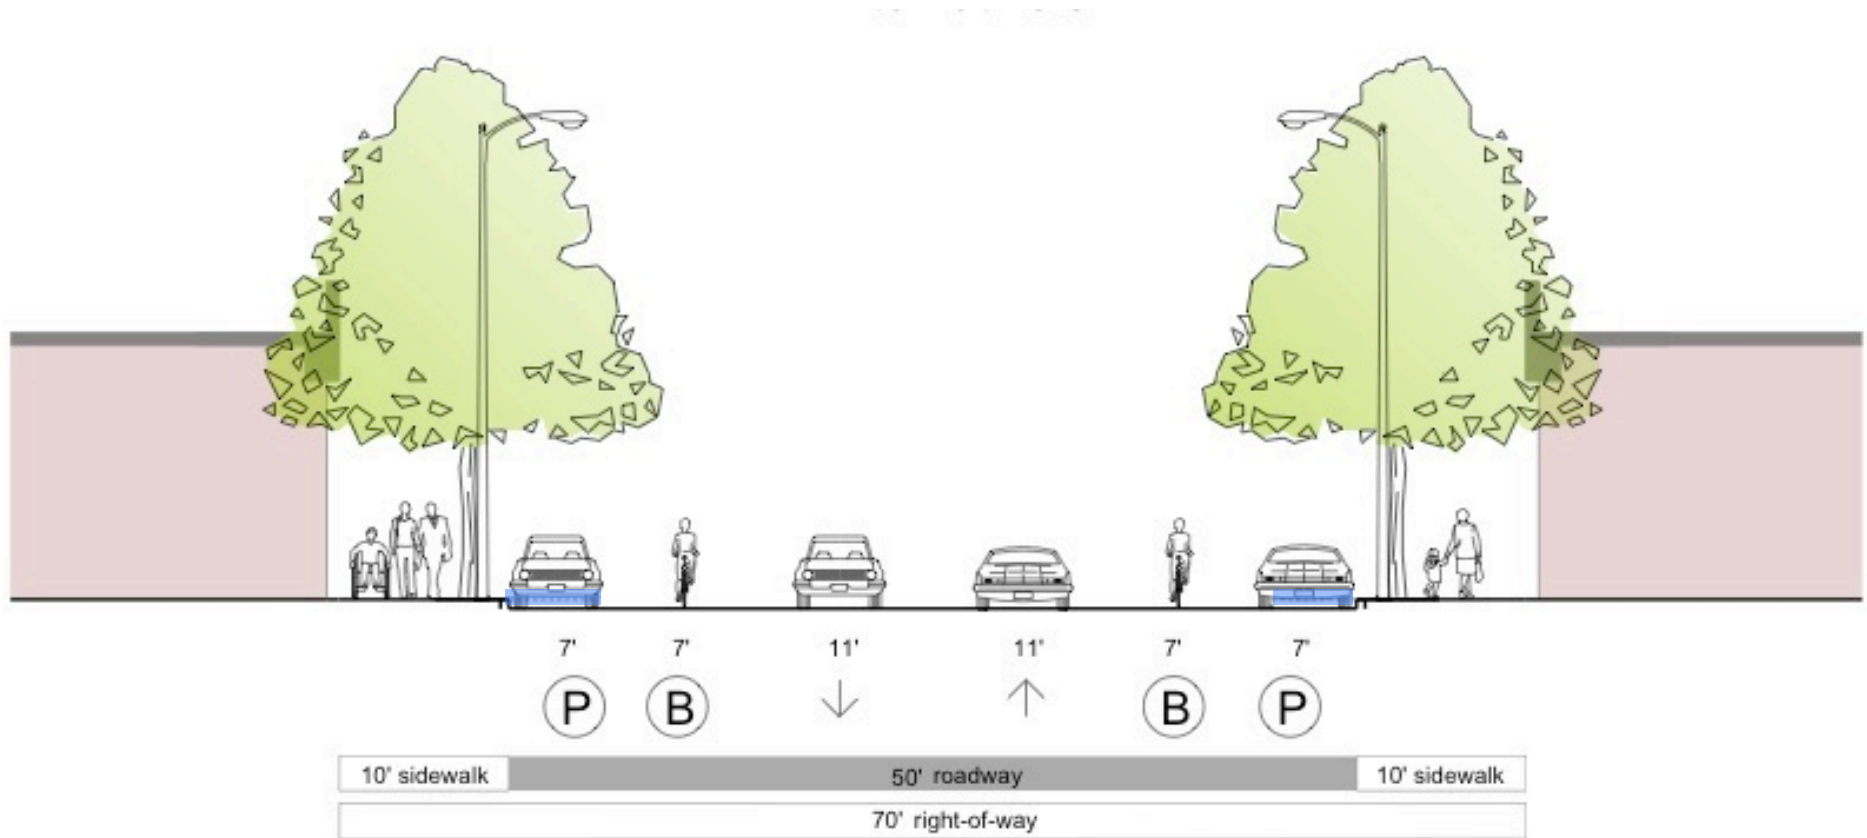 7' 7' 11' 11' 7' 7'
P B B P
10' sidewalk 50' roadway 10' sidewalk
70' right-of-way